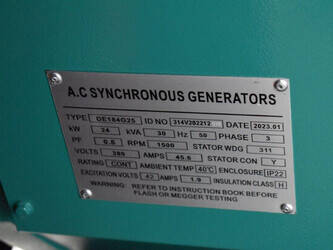 A.C SYNCHRONOUS GENERATORS
TYPE DE184G25 ID NO 314V202212 DATE 2023.01
kW 24 kVA 30 Hz 50 PHASE 3
PF 0.8 RPM 1500 STATOR WDG 311
VOLTS 380 AMPS 45.6 STATOR CON Y
RATING CONT AMBIENT TEMP 40℃ ENCLOSURE IP22
EXCITATION VOLTS 42 AMPS 1.9 INSULATION CLASS H
WARNING: REFER TO INSTRUCTION BOOK BEFORE
FLASH OR MEGGER TESTING